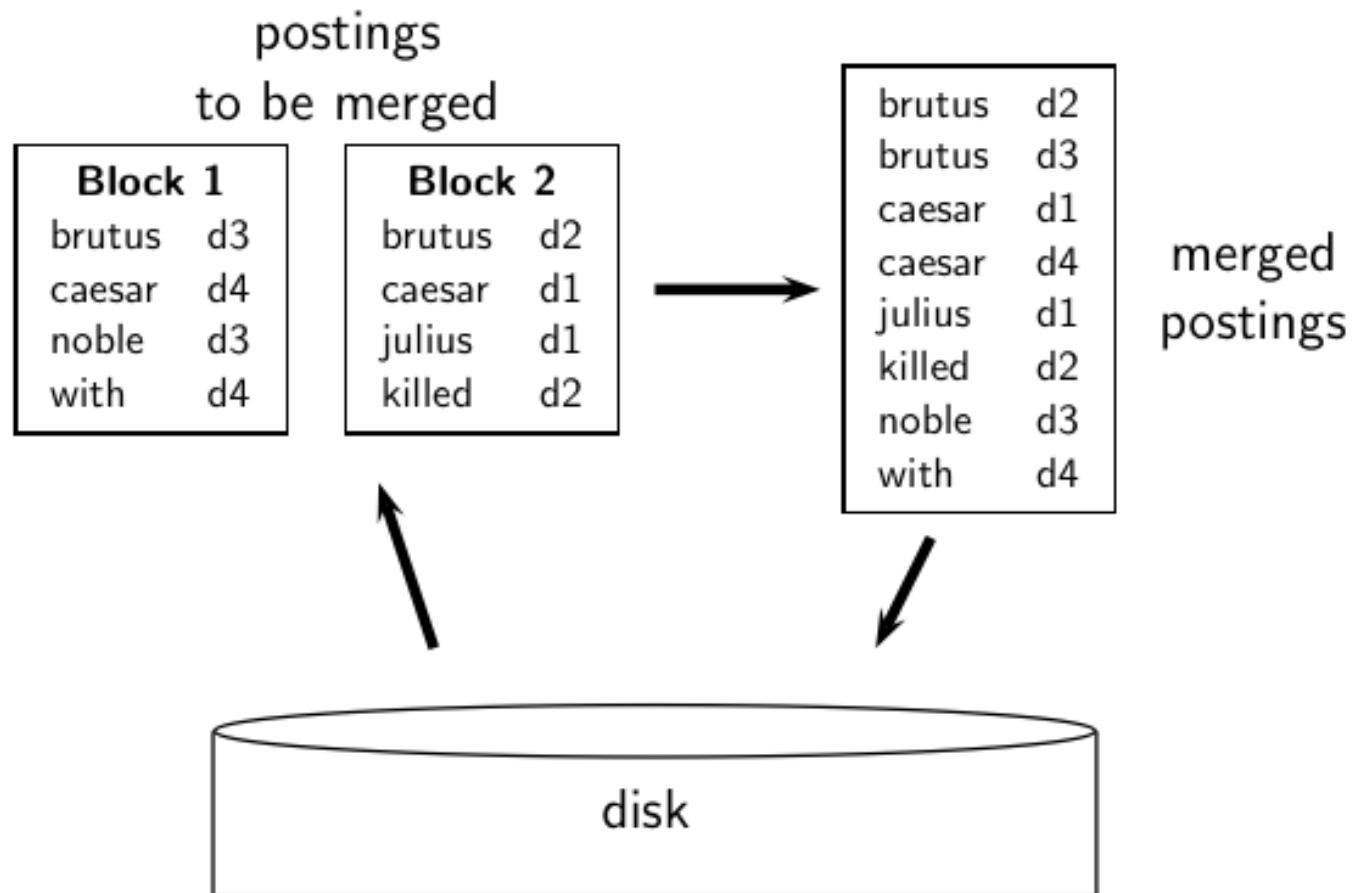 postings
to be merged
Block 1
brutus d3
caesar d4
noble d3
with d4
Block 2
brutus d2
caesar d1
julius d1
killed d2
brutus d2
brutus d3
caesar d1
caesar d4
julius d1
killed d2
noble d3
with d4
merged
postings
disk